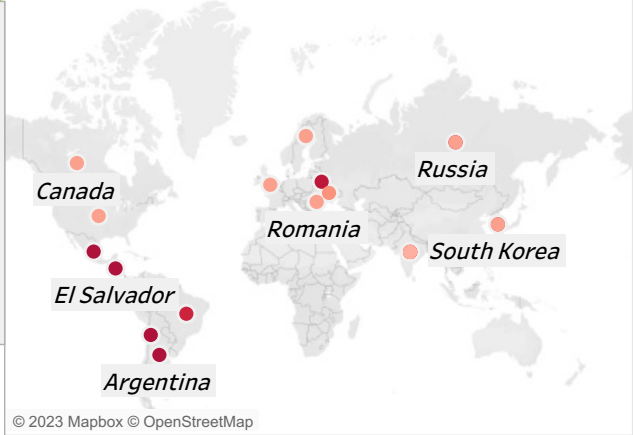 Russia
Canada
Romania
South Korea
El Salvador
Argentina
© 2023 Mapbox © OpenStreetMap